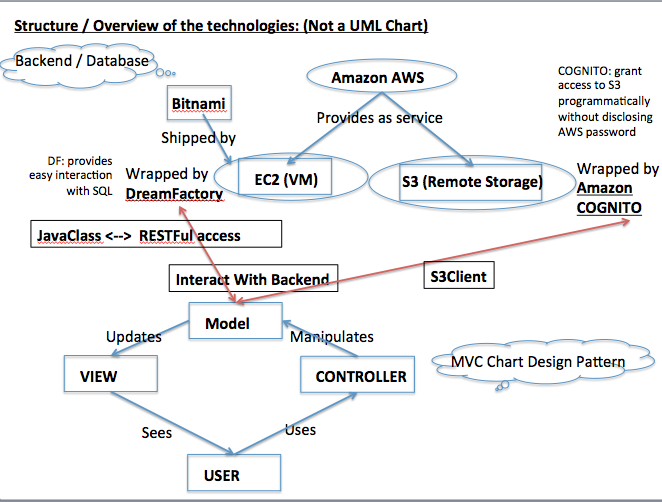 Structure / Overview of the technologies: (Not a UML Chart)
Backend / Database
Amazon AWS
COGNITO: grant
access to S3
programmatically
without disclosing
AWS password
Bitnami
Provides as service
Shipped by
DF: provides
easy interaction
with SQL
Wrapped by
DreamFactory
EC2 (VM)
S3 (Remote Storage)
Wrapped by
Amazon
COGNITO
JavaClass <--> RESTFul access
Interact With Backend
S3Client
Model
Updates
Manipulates
VIEW
CONTROLLER
MVC Chart Design Pattern
Sees
Uses
USER